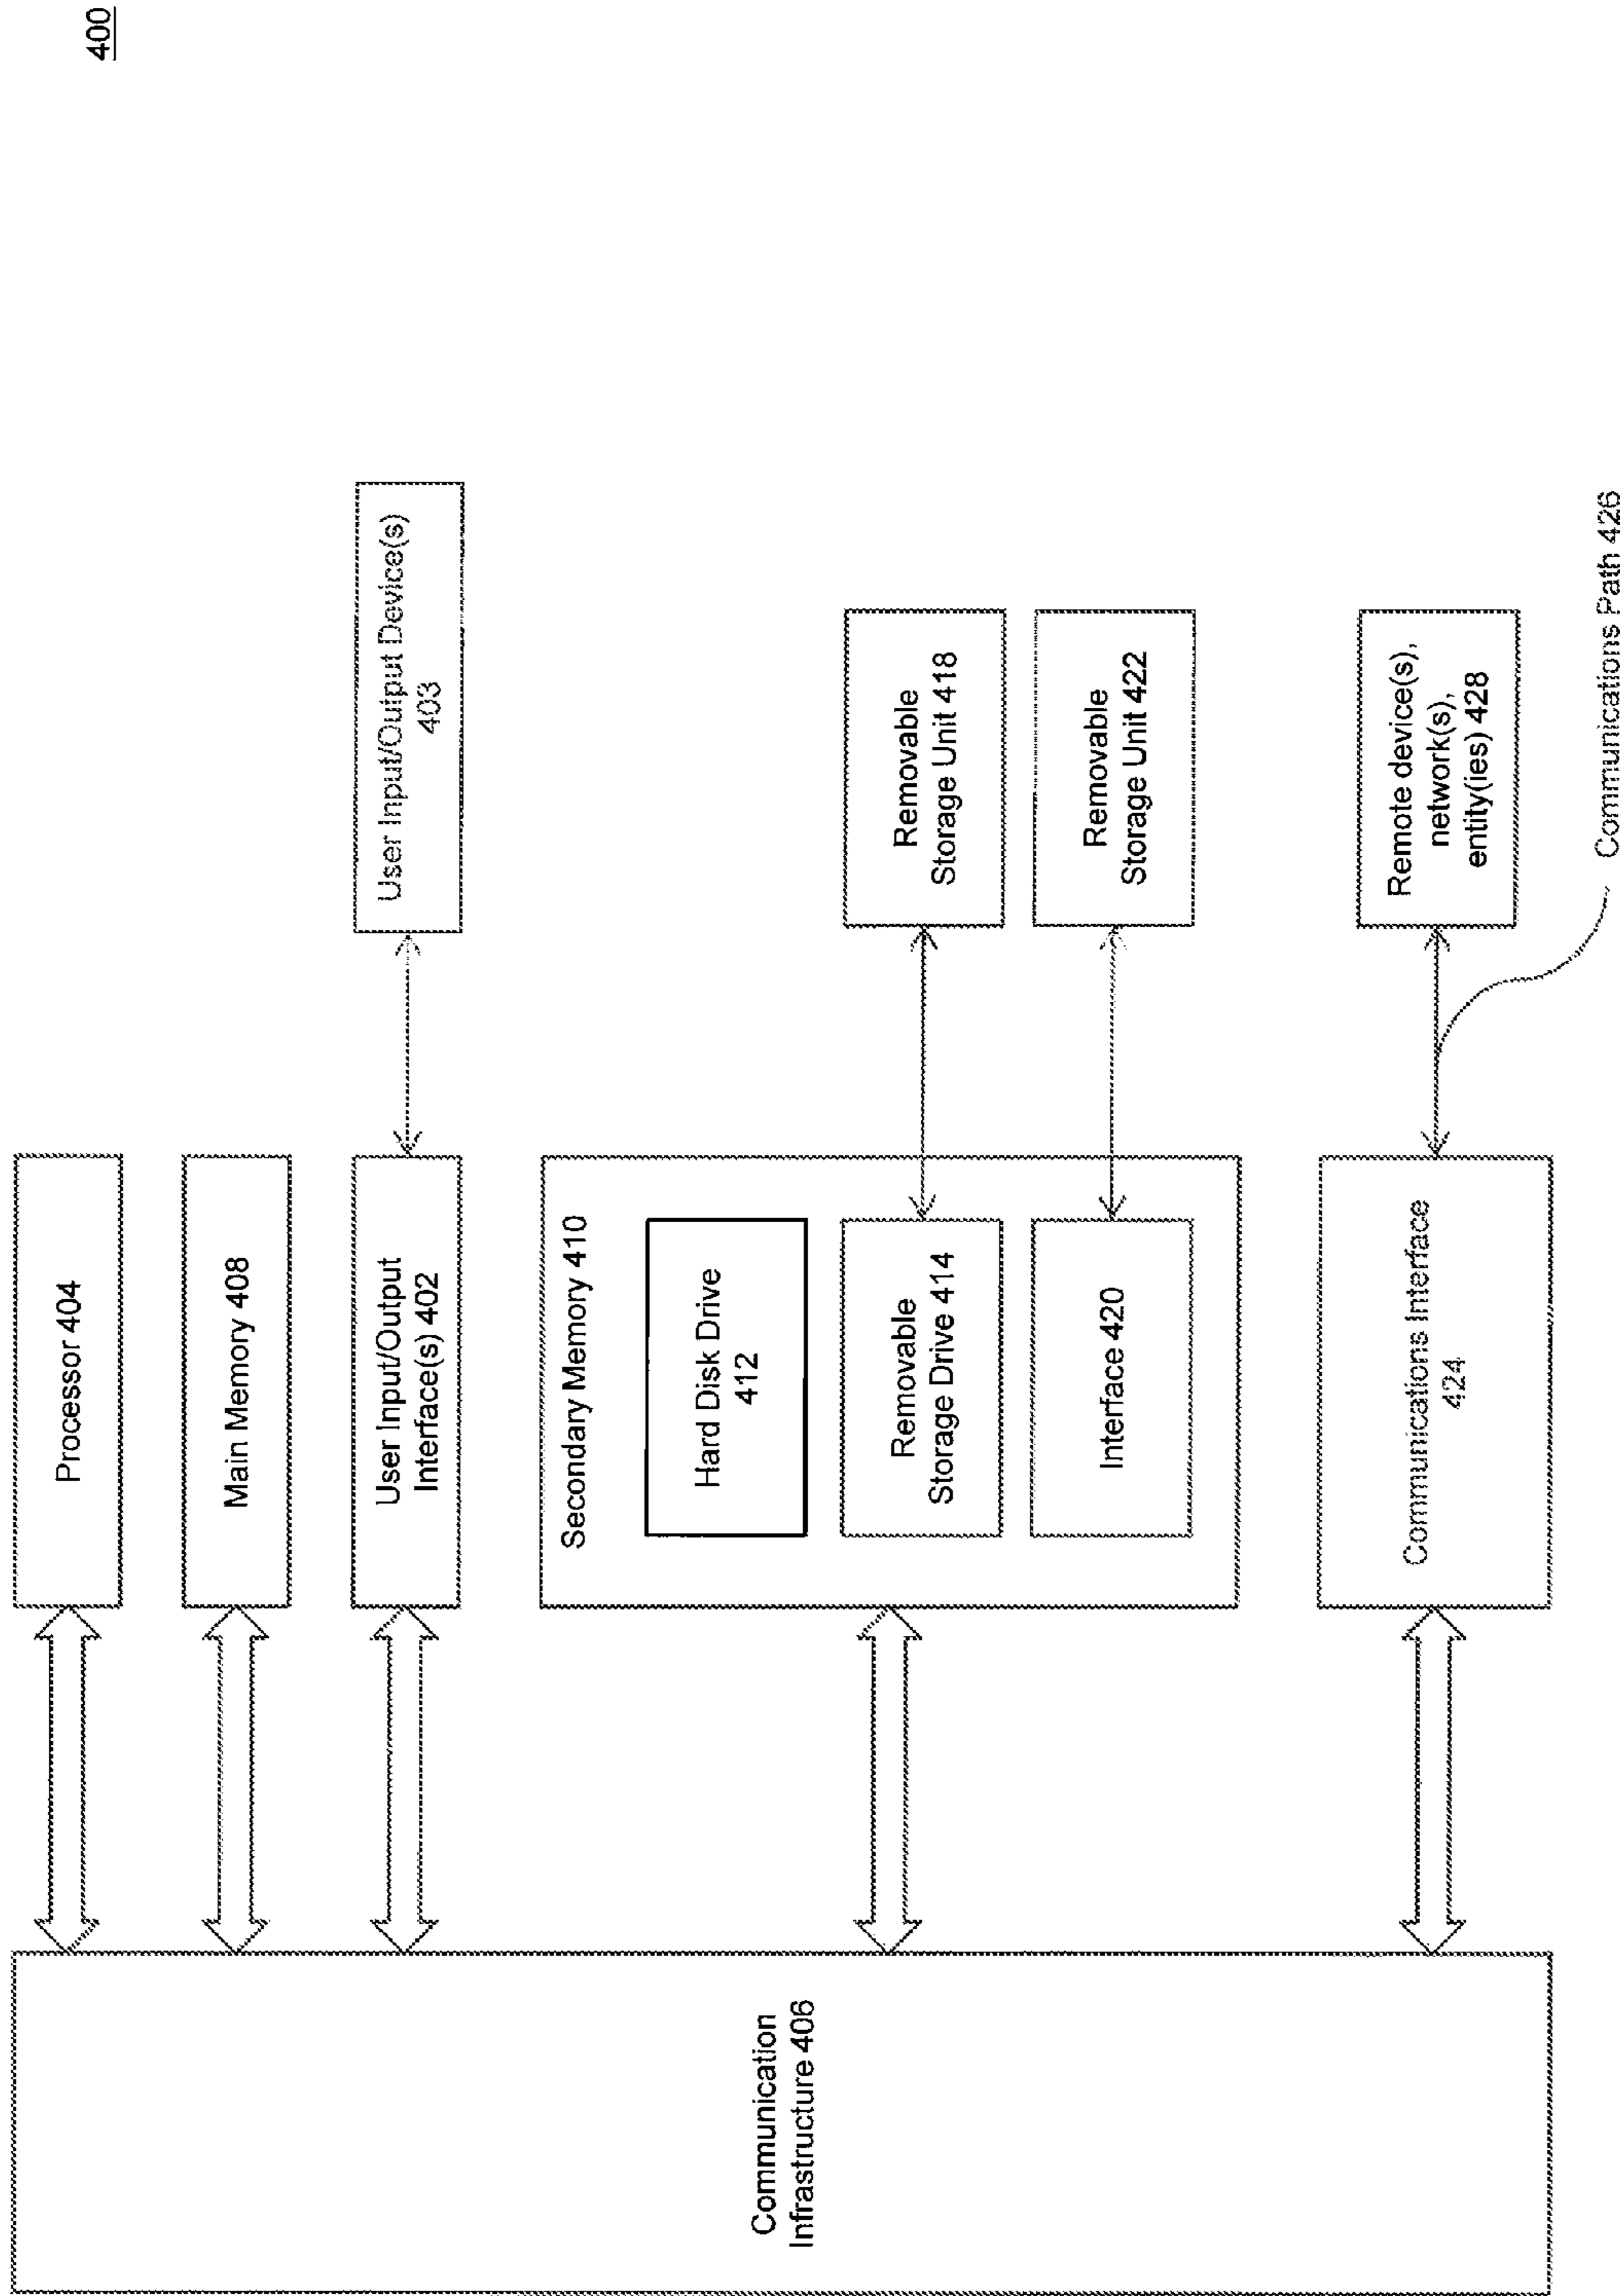 400
Processor 404
Main Memory 408
User Input/Output
Interface(s) 402
User Input/Output Device(s)
403
Secondary Memory 410
Hard Disk Drive
412
Removable
Storage Drive 414
Removable
Storage Unit 418
Interface 420
Removable
Storage Unit 422
Communications Interface
424
Remote device(s),
network(s),
entity(ies) 428
Communications Path 426
Communication
Infrastructure 406